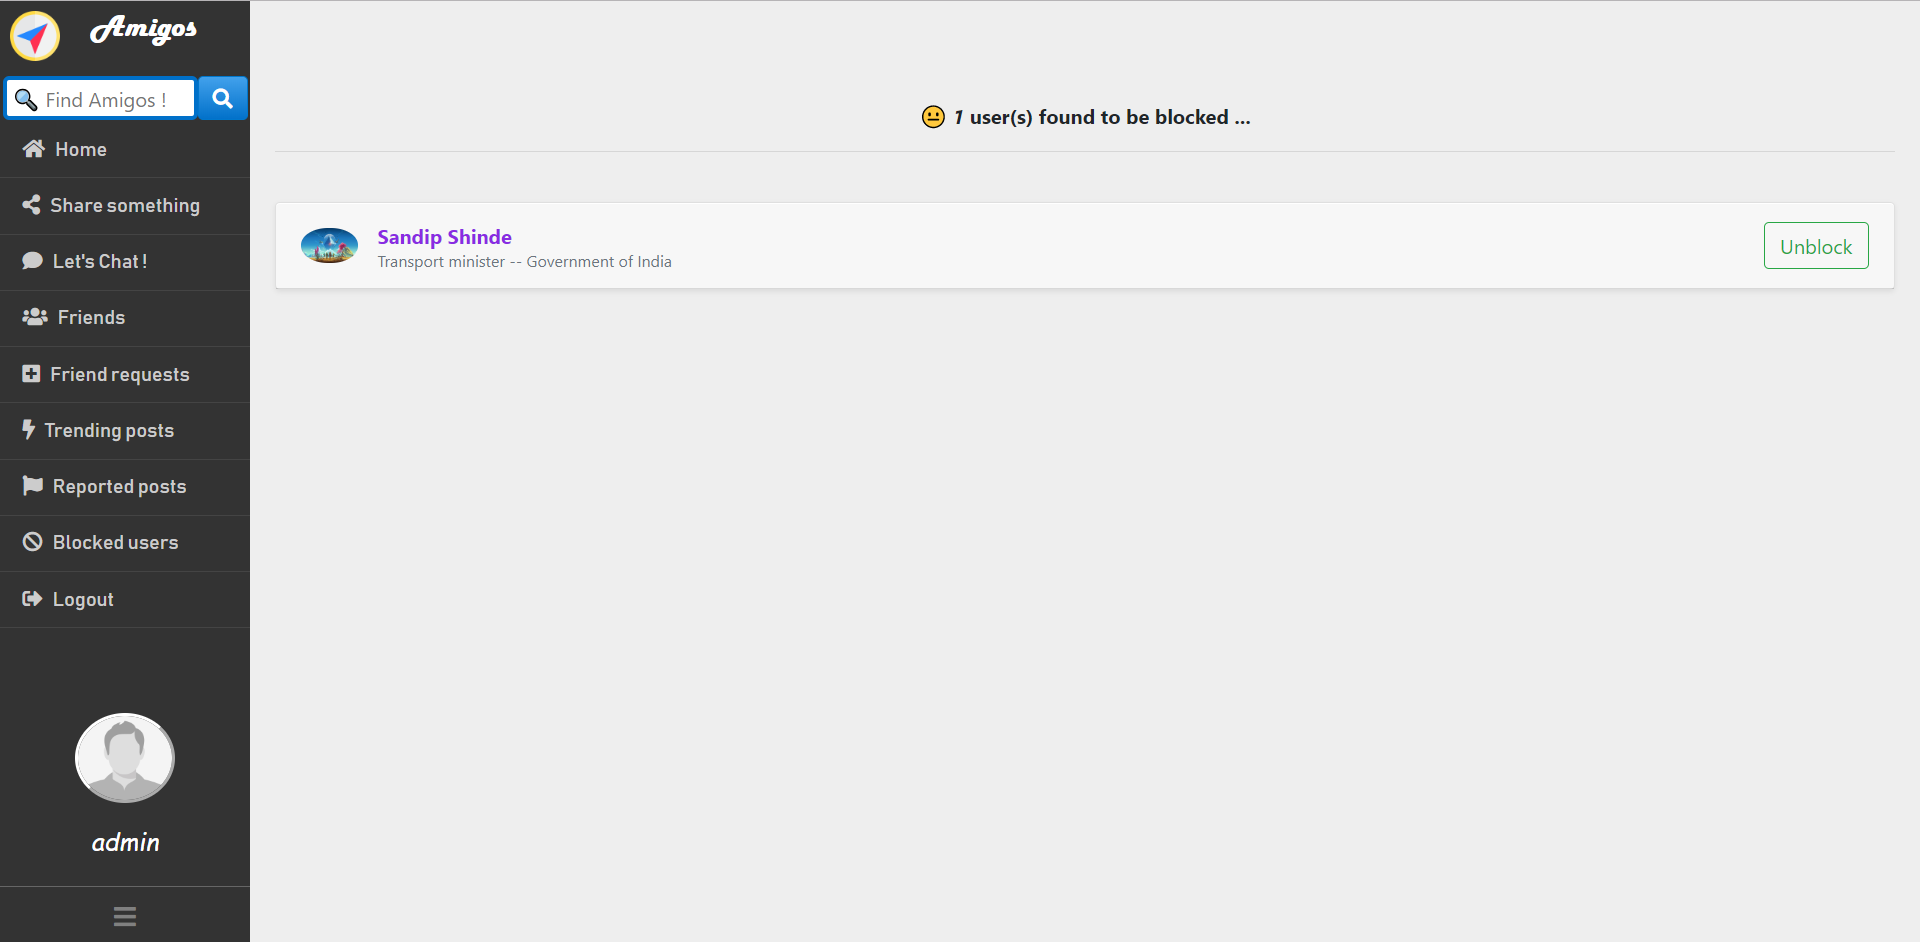 Amigos
Find Amigos !
Home
Share something
Let's Chat !
Friends
Friend requests
Trending posts
Reported posts
Blocked users
Logout
admin
1 user(s) found to be blocked ...
Sandip Shinde
Transport minister -- Government of India
Unblock